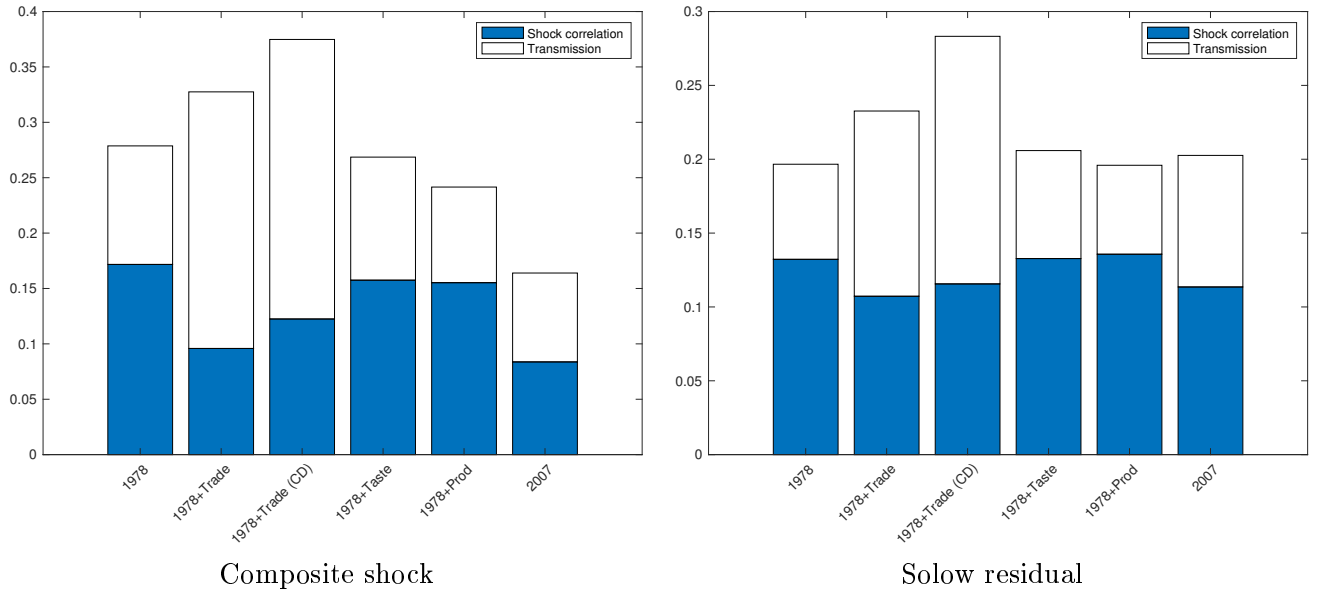 0.4
0.35
0.3
0.25
0.2
0.15
0.1
0.05
0
Shock correlation
Transmission
1978
1978+Trade
1978+Trade (CD)
1978+Taste
1978+Prod
2007
Composite shock
0.3
0.25
0.2
0.15
0.1
0.05
0
Shock correlation
Transmission
1978
1978+Trade
1978+Trade (CD)
1978+Taste
1978+Prod
2007
Solow residual